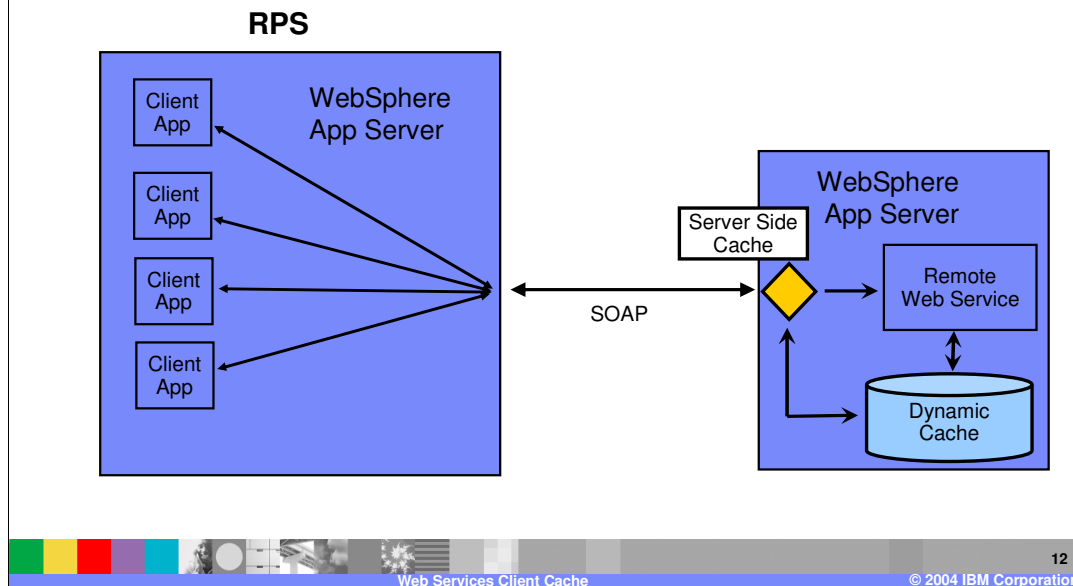 RPS
WebSphere
App Server
Client
App
Client
App
Client
App
Client
App
SOAP
WebSphere
App Server
Server Side
Cache
Remote
Web Service
Dynamic
Cache
12
Web Services Client Cache
© 2004 IBM Corporation